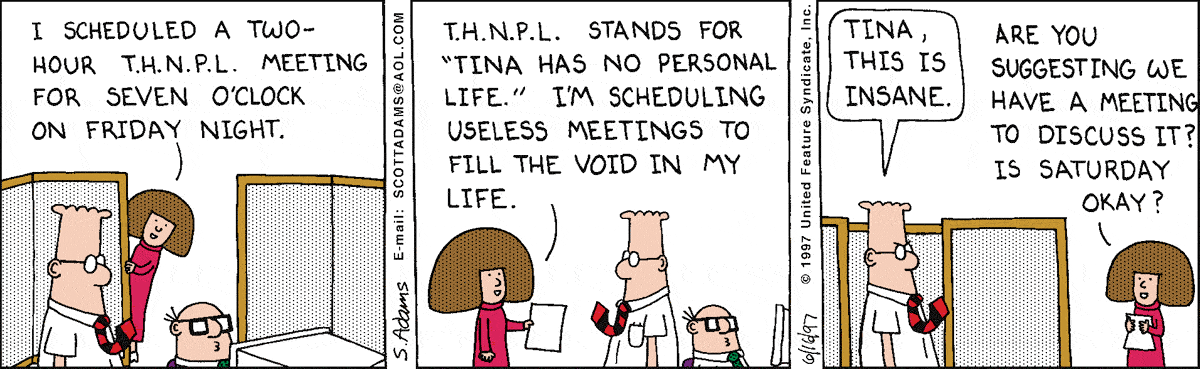 I SCHEDULED A TWO-
HOUR T.H.N.P.L. MEETING
FOR SEVEN O'CLOCK
ON FRIDAY NIGHT.
S. Adams E-mail: SCOTTADAMS@AOL.COM
T.H.N.P.L. STANDS FOR
"TINA HAS NO PERSONAL
LIFE." I'M SCHEDULING
USELESS MEETINGS TO
FILL THE VOID IN MY
LIFE.
6/6/97 © 1997 United Feature Syndicate, Inc.
TINA,
THIS IS
INSANE.
ARE YOU
SUGGESTING WE
HAVE A MEETING
TO DISCUSS IT?
IS SATURDAY
OKAY?